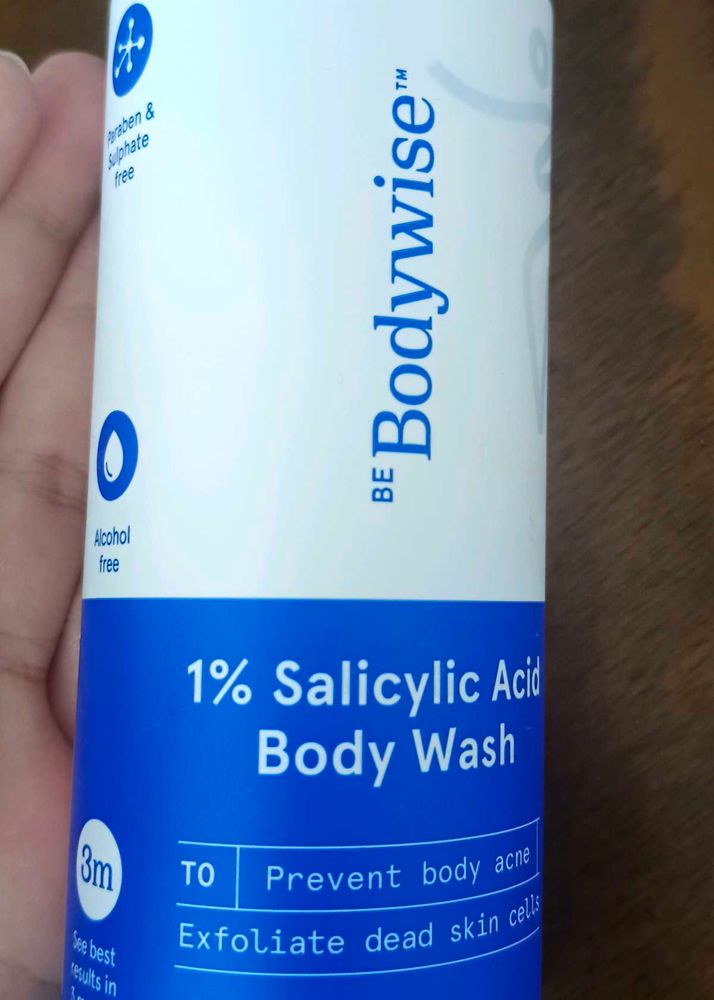 Paraben &
Sulphate
free
BE Bodywise™
Alcohol
free
1% Salicylic Acid
Body Wash
TO Prevent body acne
Exfoliate dead skin cells
3m
See best
results in